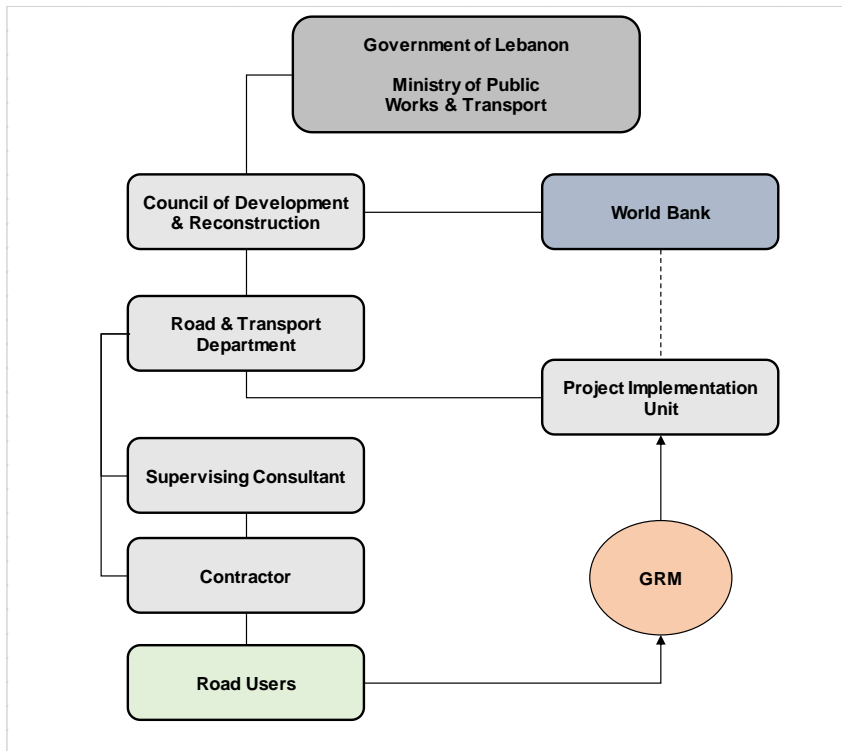 Government of Lebanon
Ministry of Public
Works & Transport
Council of Development
& Reconstruction
World Bank
Road & Transport
Department
Project Implementation
Unit
Supervising Consultant
Contractor
GRM
Road Users